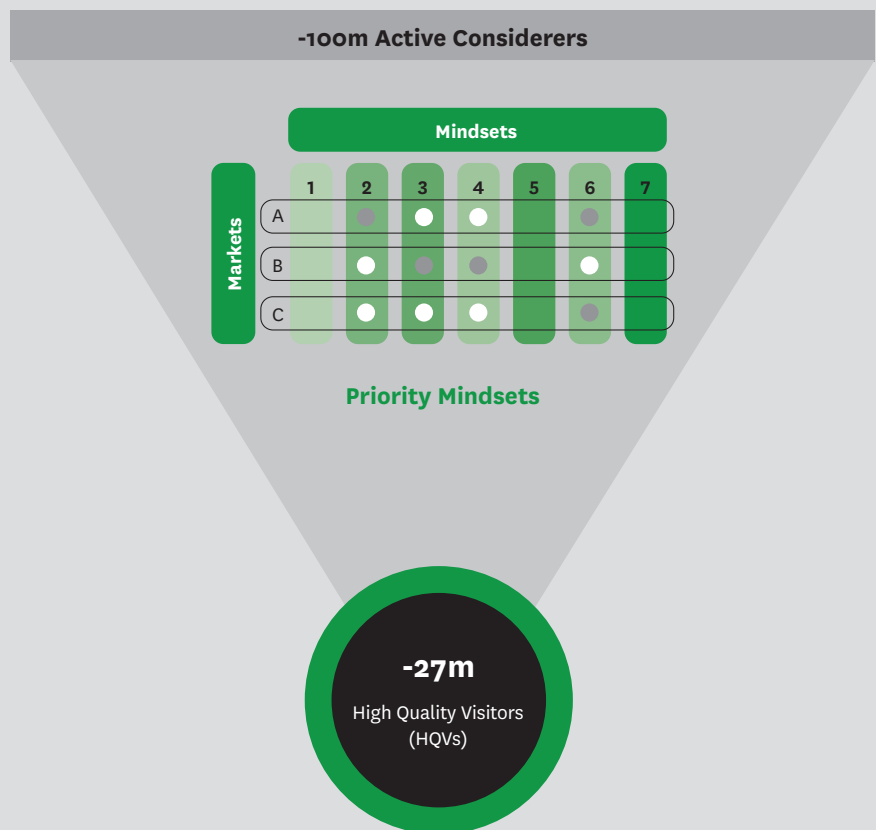 -100m Active Considerers
Mindsets
Markets
1 2 3 4 5 6 7
A
B
C
Priority Mindsets
-27m
High Quality Visitors
(HQVs)